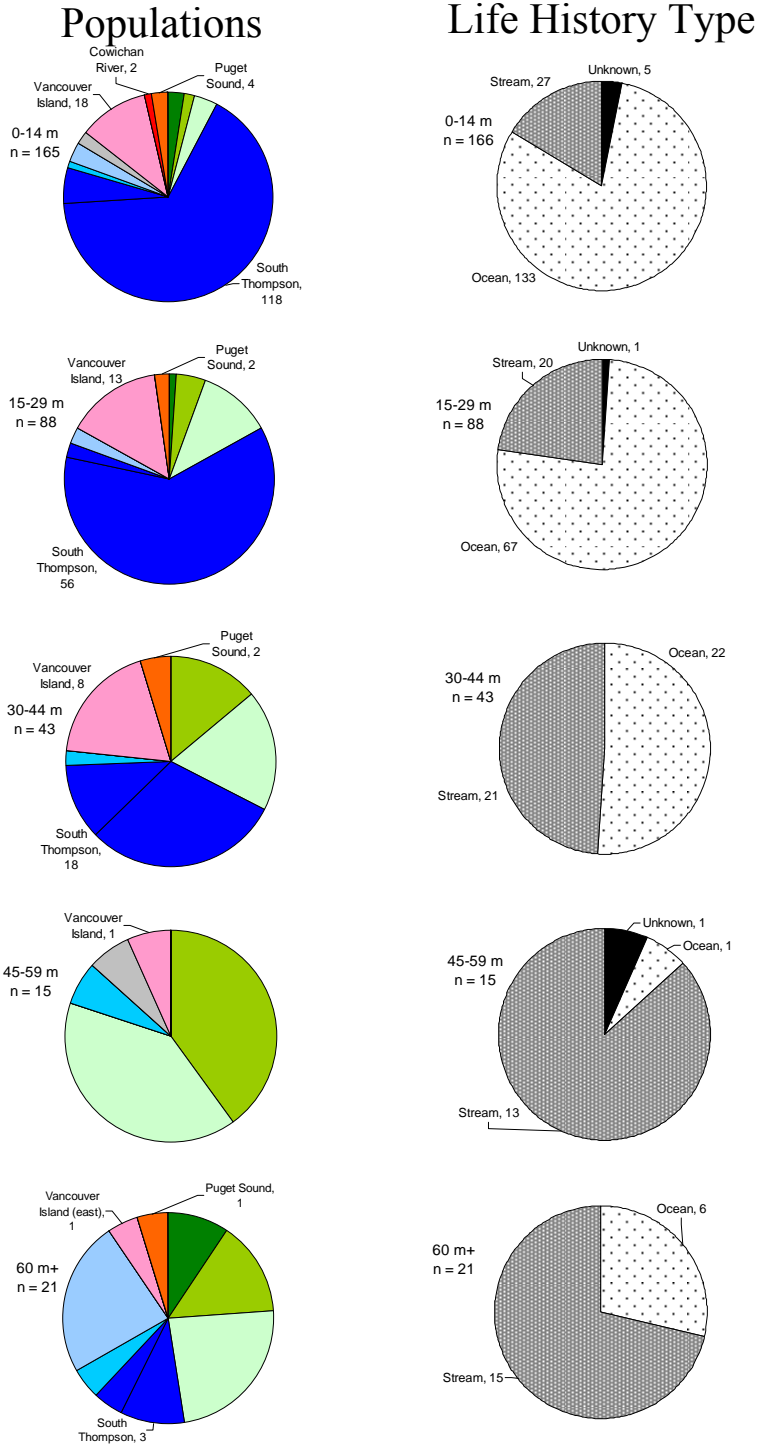 Populations
Life History Type
Cowichan
River, 2
Puget
Sound, 4
Vancouver
Island, 18
0-14 m
n = 165
South
Thompson,
118
Unknown, 5
Stream, 27
0-14 m
n = 166
Ocean, 133
Puget
Sound, 2
Vancouver
Island, 13
15-29 m
n = 88
South
Thompson,
56
Unknown, 1
Stream, 20
15-29 m
n = 88
Ocean, 67
Puget
Sound, 2
Vancouver
Island, 8
30-44 m
n = 43
South
Thompson,
18
Ocean, 22
30-44 m
n = 43
Stream, 21
Vancouver
Island, 1
45-59 m
n = 15
Unknown, 1
Ocean, 1
45-59 m
n = 15
Stream, 13
Puget Sound,
1
Vancouver
Island (east),
1
60 m+
n = 21
South
Thompson, 3
Ocean, 6
60 m+
n = 21
Stream, 15